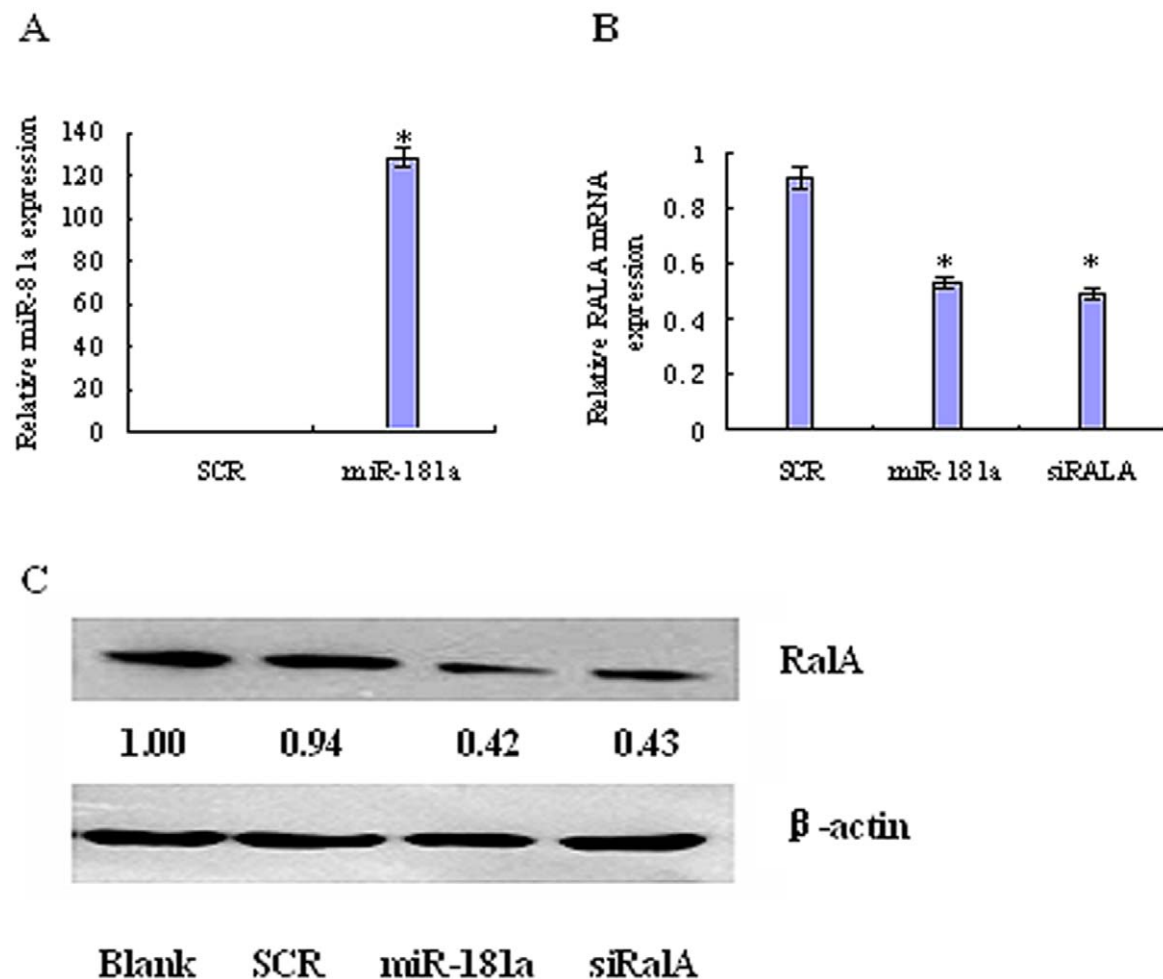 A
B
Relative miR-81a expression
140
120
100
80
60
40
20
0
*
SCR
miR-181a
Relative RALA mRNA
expression
1
0.8
0.6
0.4
0.2
0
*
*
SCR
miR-181a
siRALA
C
RalA
1.00 0.94 0.42 0.43
β-actin
Blank SCR miR-181a siRalA